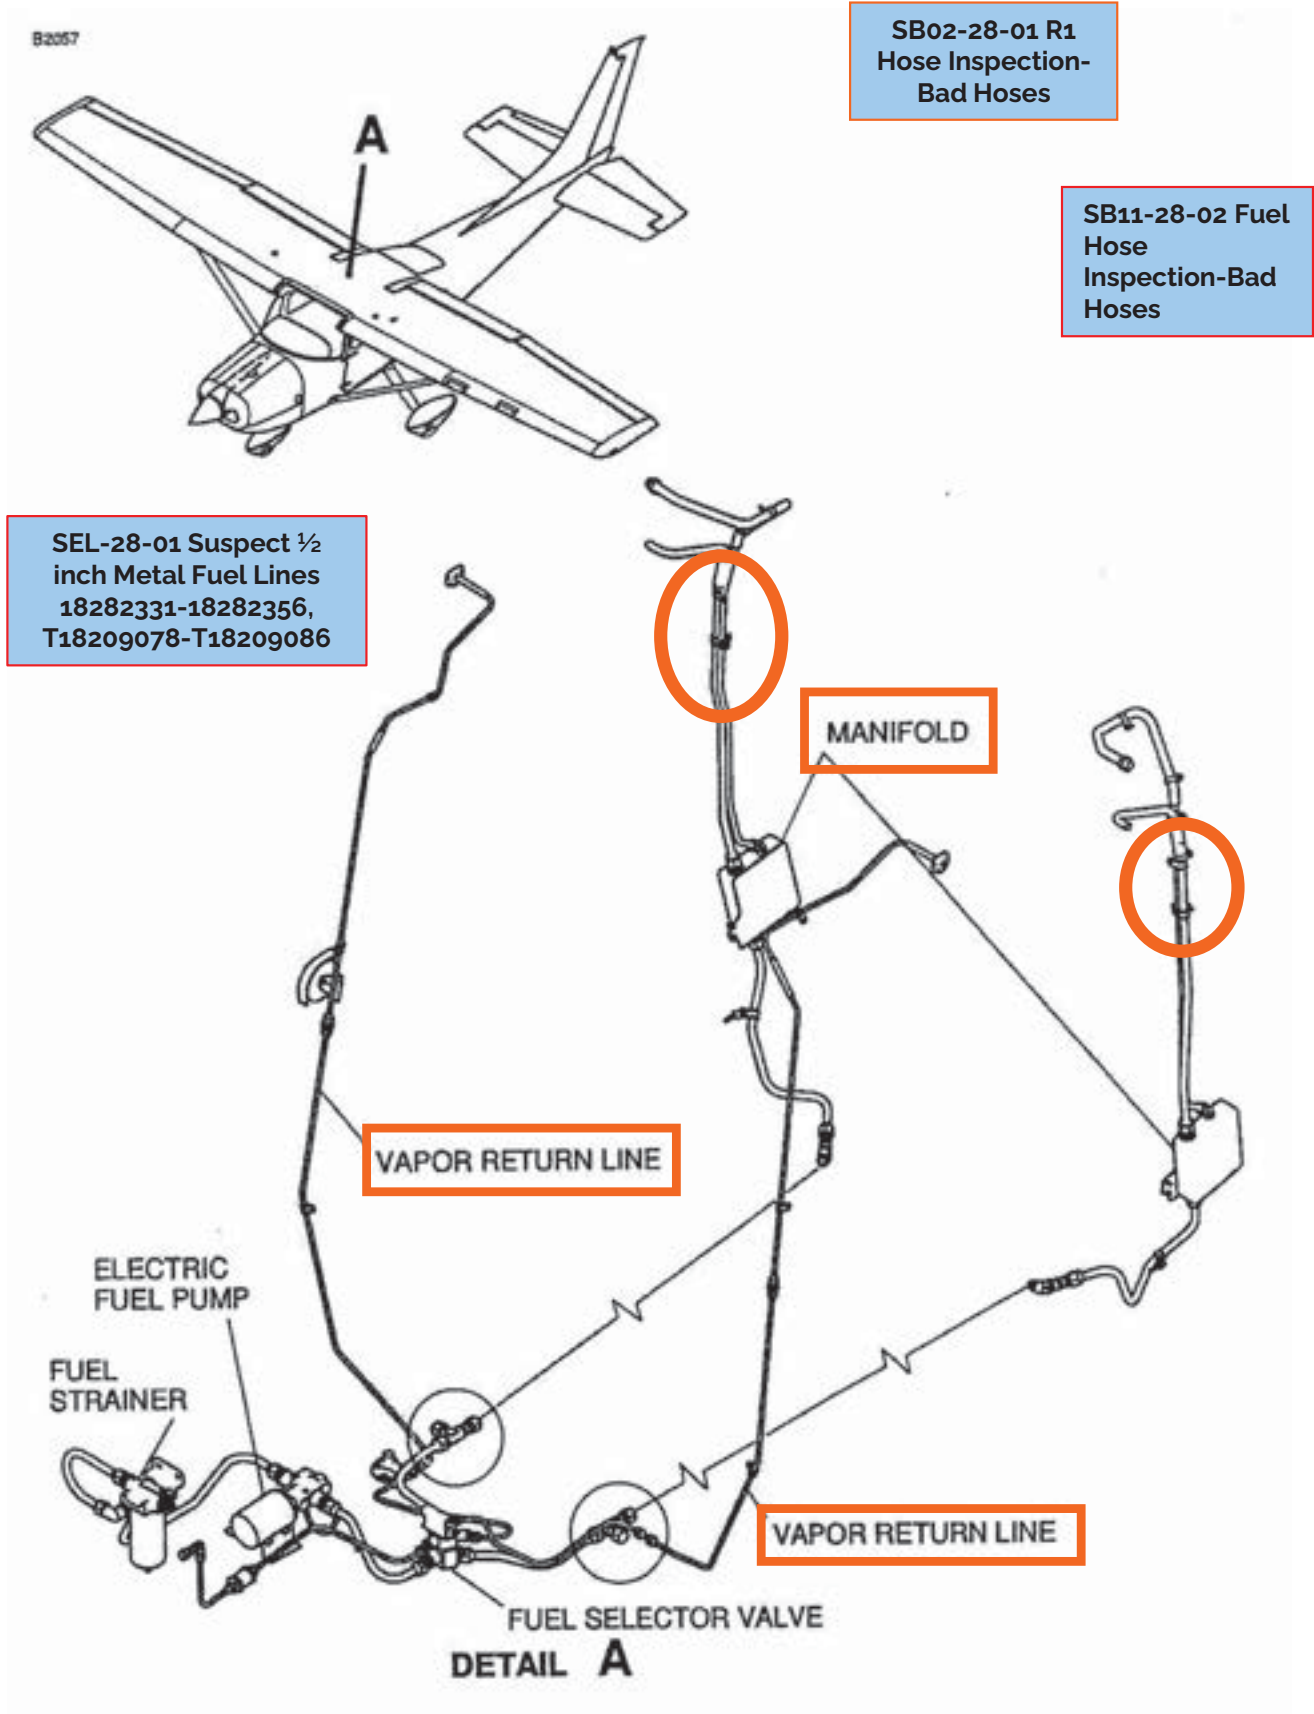 B2057
SB02-28-01 R1
Hose Inspection-
Bad Hoses
A
SB11-28-02 Fuel
Hose
Inspection-Bad
Hoses
SEL-28-01 Suspect ½
inch Metal Fuel Lines
18282331-18282356,
T18209078-T18209086
MANIFOLD
VAPOR RETURN LINE
ELECTRIC
FUEL PUMP
FUEL
STRAINER
VAPOR RETURN LINE
FUEL SELECTOR VALVE
DETAIL A